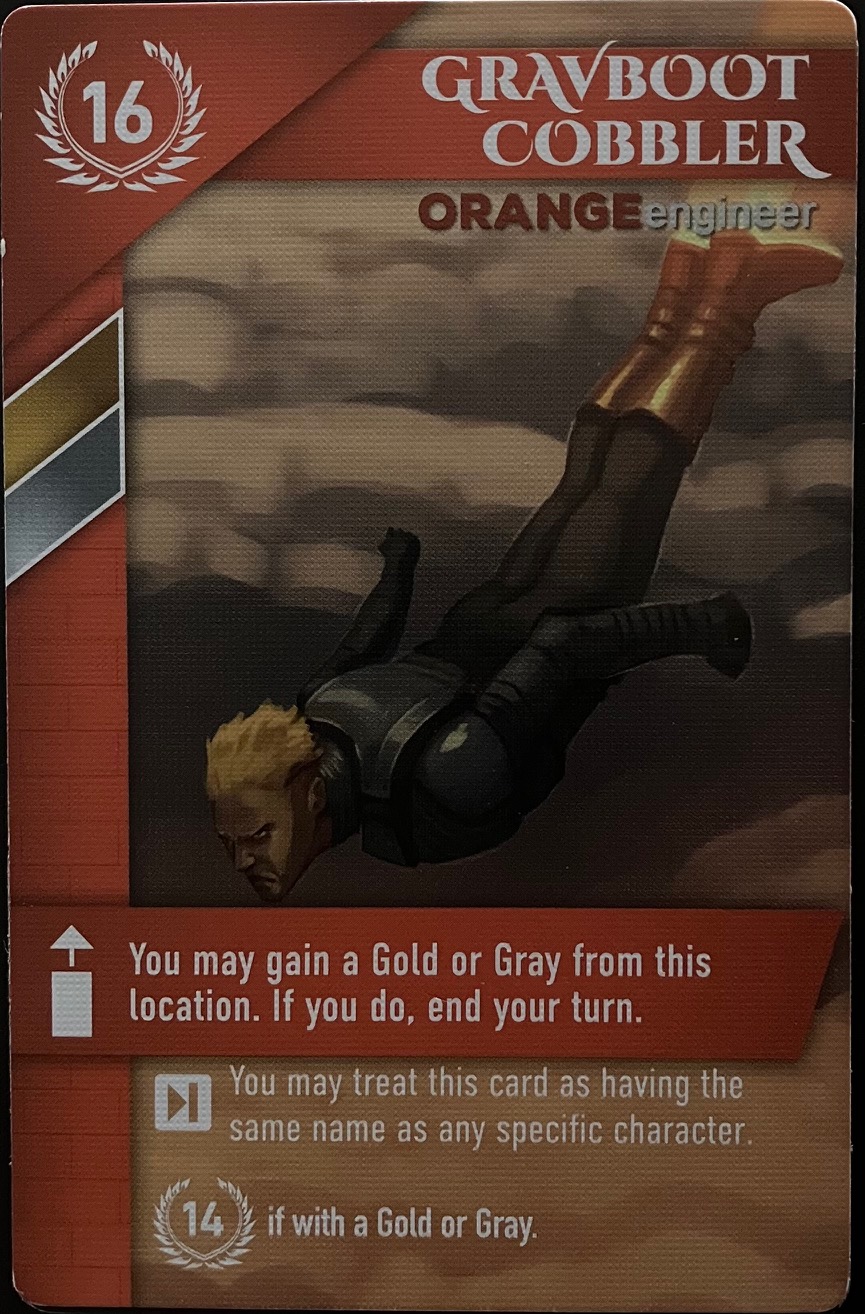 16
GRAVBOOT
COBBLER
ORANGEengineer
You may gain a Gold or Gray from this
location. If you do, end your turn.
You may treat this card as having the
same name as any specific character.
14 if with a Gold or Gray.